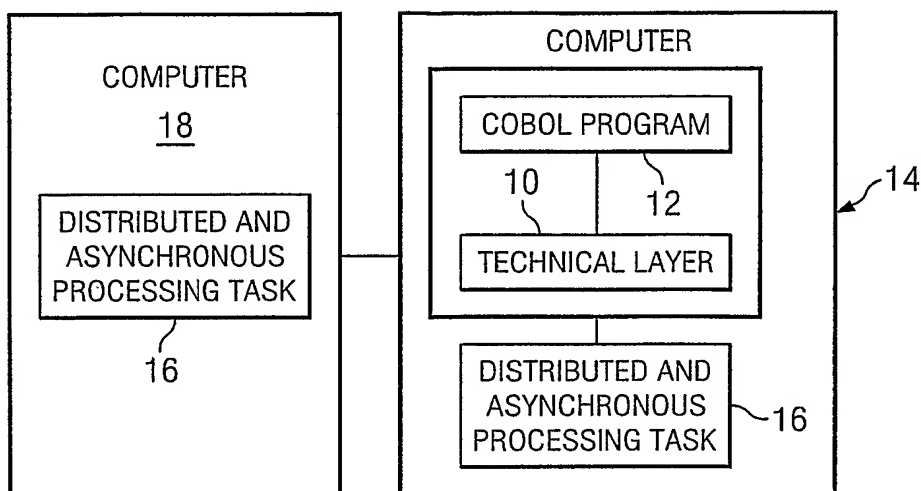 COMPUTER
18
DISTRIBUTED AND
ASYNCHRONOUS
PROCESSING TASK
16
COMPUTER
COBOL PROGRAM
10
12
TECHNICAL LAYER
14
DISTRIBUTED AND
ASYNCHRONOUS
PROCESSING TASK
16